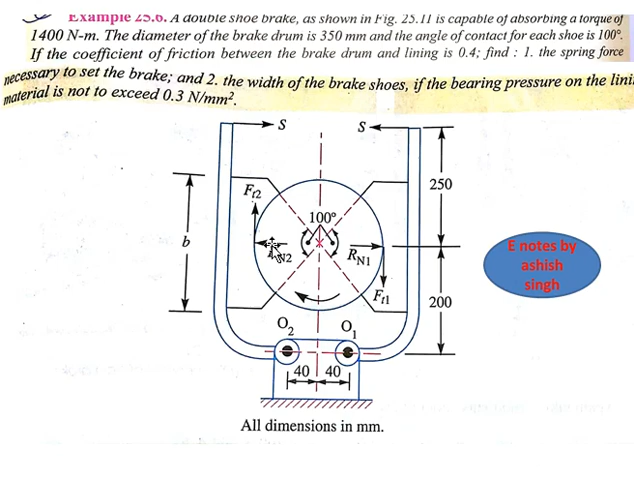 Example 25.6. A double shoe brake, as shown in Fig. 25.11 is capable of absorbing a torque of
1400 N-m. The diameter of the brake drum is 350 mm and the angle of contact for each shoe is 100°.
If the coefficient of friction between the brake drum and lining is 0.4; find : 1. the spring force
necessary to set the brake; and 2. the width of the brake shoes, if the bearing pressure on the
material is not to exceed 0.3 N/mm².
S S
250
Ft2
100°
b
N2 RN1
E notes by
ashish
singh
Ft1
200
O2 O1
40 40
All dimensions in mm.